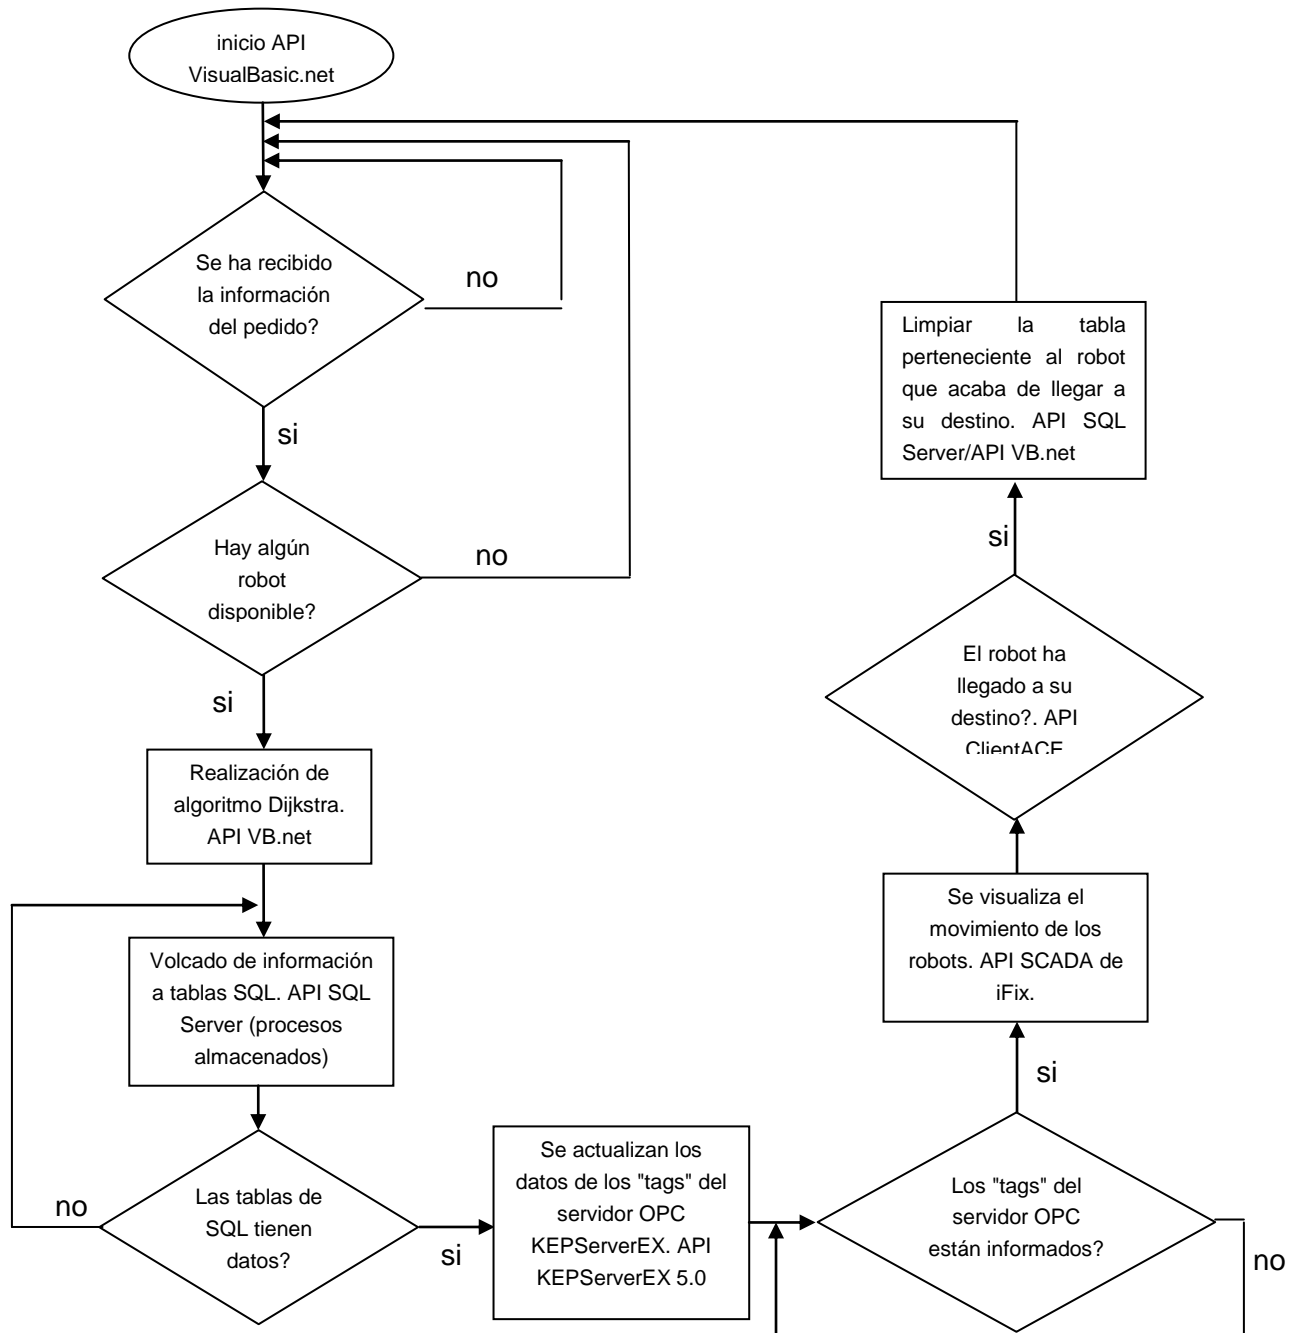 inicio API
VisualBasic.net
Se ha recibido
la información
del pedido?
no
si
Hay algún
robot
disponible?
no
si
Realización de
algoritmo Dijkstra.
API VB.net
Volcado de información
a tablas SQL. API SQL
Server (procesos
almacenados)
Las tablas de
SQL tienen
datos?
no
si
Se actualizan los
datos de los "tags" del
servidor OPC
KEPServerEX. API
KEPServerEX 5.0
Los "tags" del
servidor OPC
están informados?
no
si
Se visualiza el
movimiento de los
robots. API SCADA de
iFix.
El robot ha
llegado a su
destino?. API
ClientACE
si
Limpiar la tabla
perteneciente al robot
que acaba de llegar a
su destino. API SQL
Server/API VB.net